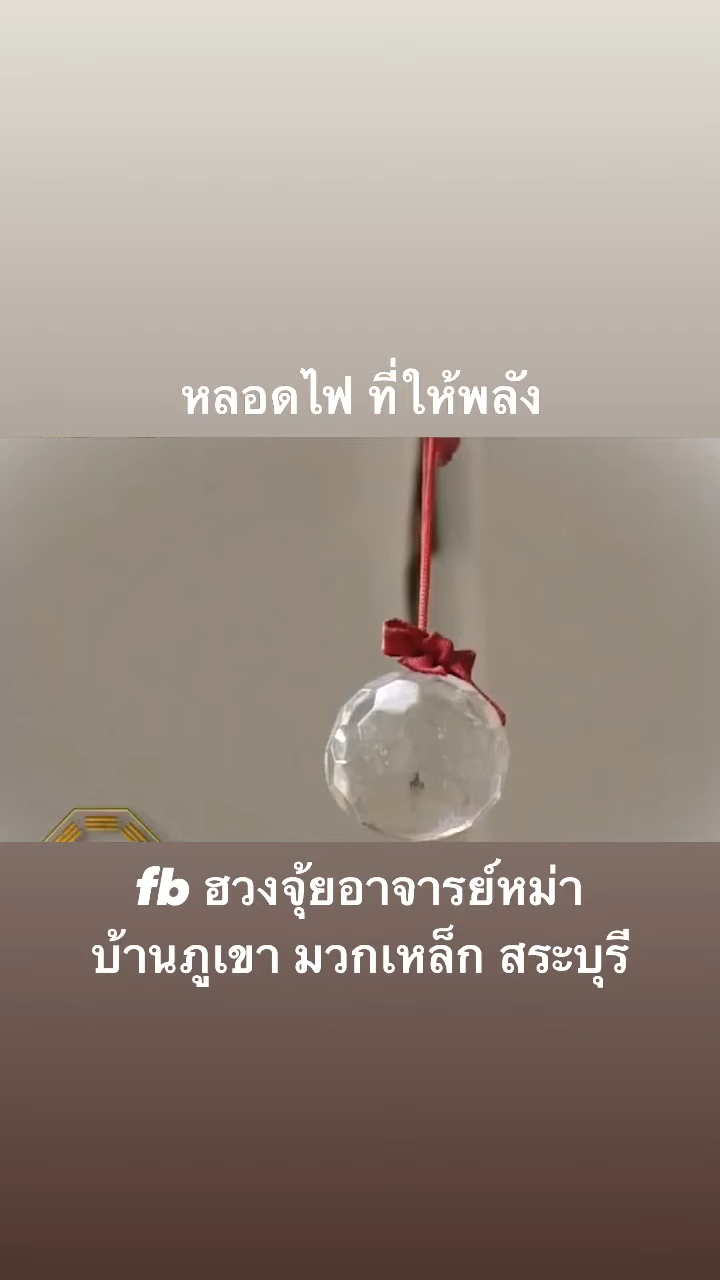 หลอดไฟ ที่ให้พลัง
fb ฮวงจุ้ยอาจารย์หม่า
บ้านภูเขา มวกเหล็ก สระบุรี